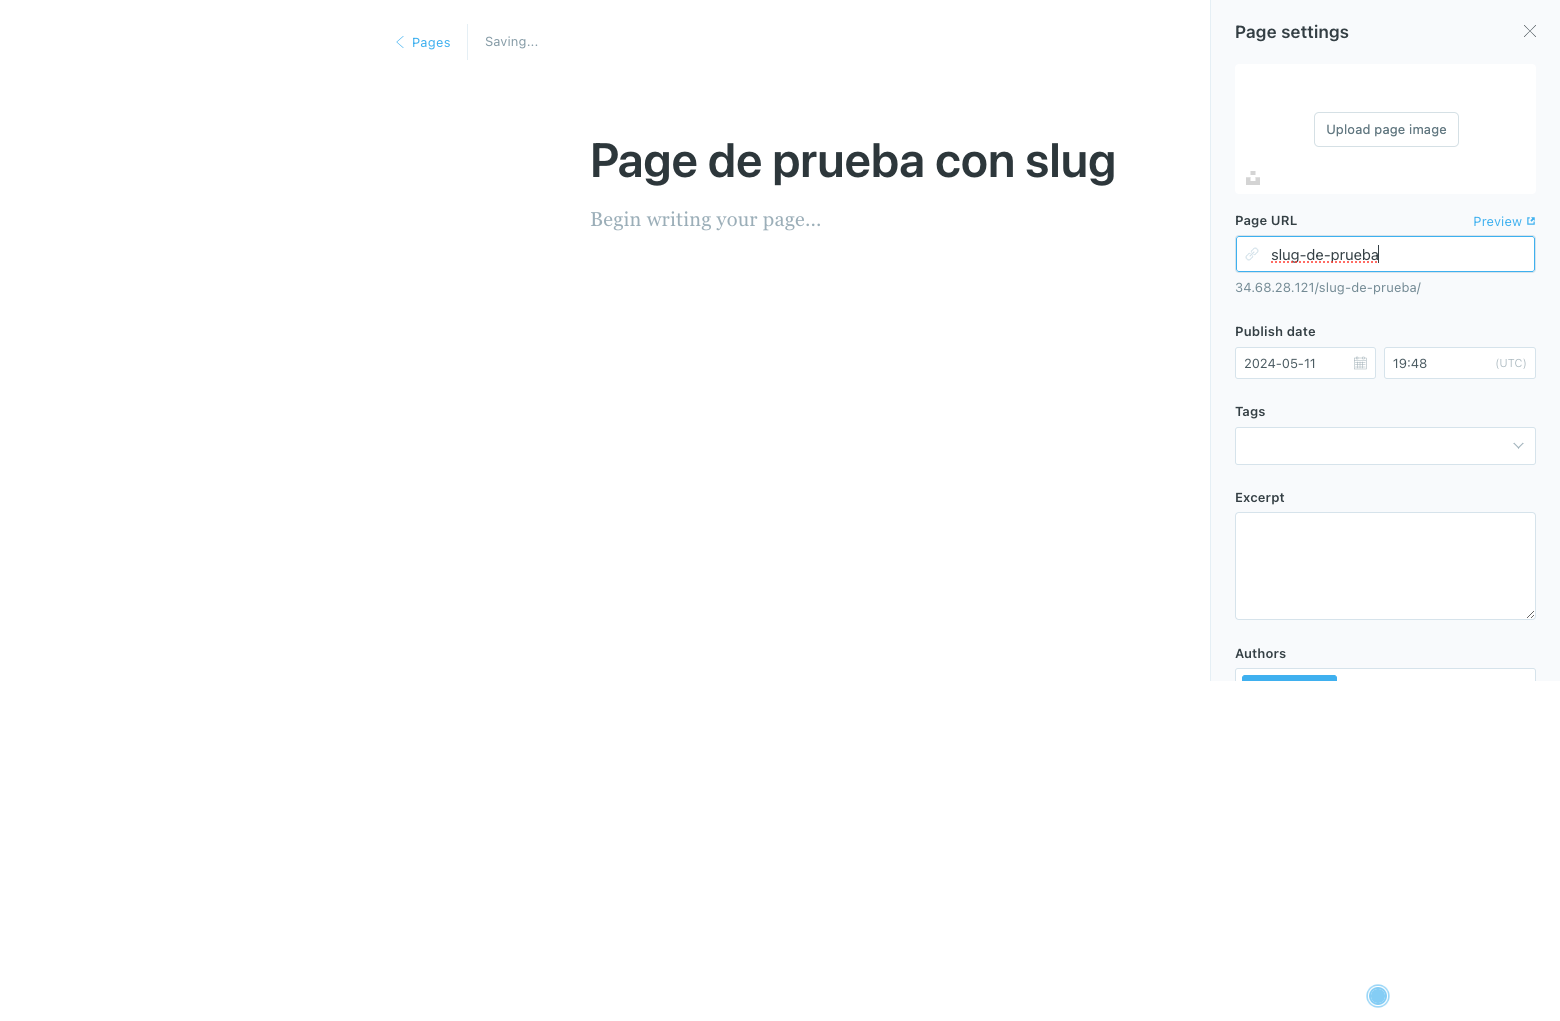 Pages
Saving...
Page de prueba con slug
Begin writing your page...
Page settings
Upload page image
Page URL
Preview
slug-de-prueba
34.68.28.121/slug-de-prueba/
Publish date
2024-05-11
19:48
(UTC)
Tags
Excerpt
Authors